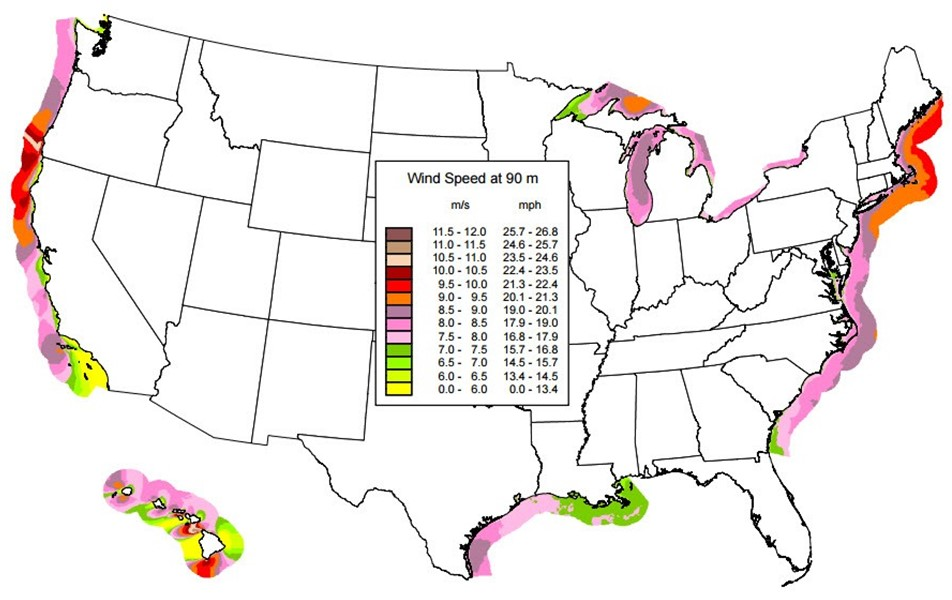 Wind Speed at 90 m
m/s mph
11.5 - 12.0 25.7 - 26.8
11.0 - 11.5 24.6 - 25.7
10.5 - 11.0 23.5 - 24.6
10.0 - 10.5 22.4 - 23.5
9.5 - 10.0 21.3 - 22.4
9.0 - 9.5 20.1 - 21.3
8.5 - 9.0 19.0 - 20.1
8.0 - 8.5 17.9 - 19.0
7.5 - 8.0 16.8 - 17.9
7.0 - 7.5 15.7 - 16.8
6.5 - 7.0 14.5 - 15.7
6.0 - 6.5 13.4 - 14.5
0.0 - 6.0 0.0 - 13.4